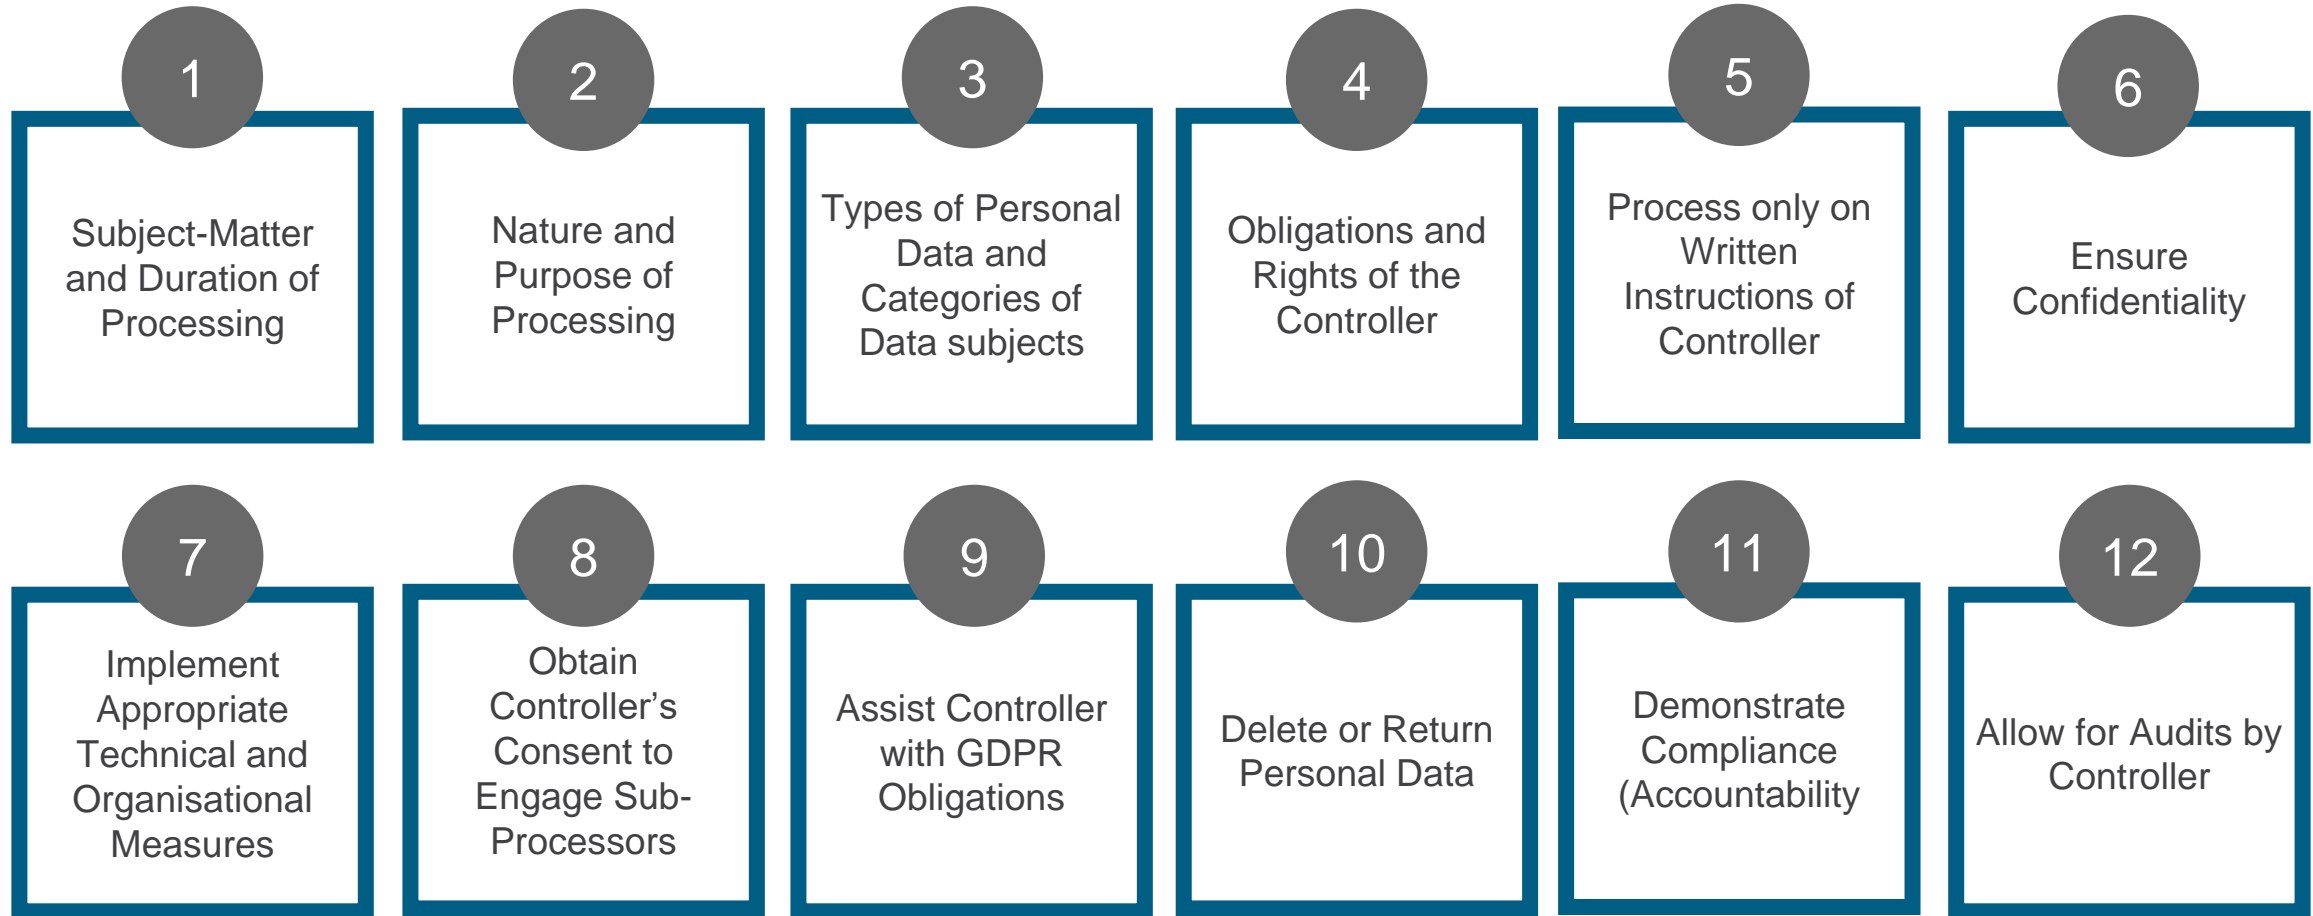 1
Subject-Matter
and Duration of
Processing
2
Nature and
Purpose of
Processing
3
Types of Personal
Data and
Categories of
Data subjects
4
Obligations and
Rights of the
Controller
5
Process only on
Written
Instructions of
Controller
6
Ensure
Confidentiality
7
Implement
Appropriate
Technical and
Organisational
Measures
8
Obtain
Controller’s
Consent to
Engage Sub-
Processors
9
Assist Controller
with GDPR
Obligations
10
Delete or Return
Personal Data
11
Demonstrate
Compliance
(Accountability
12
Allow for Audits by
Controller